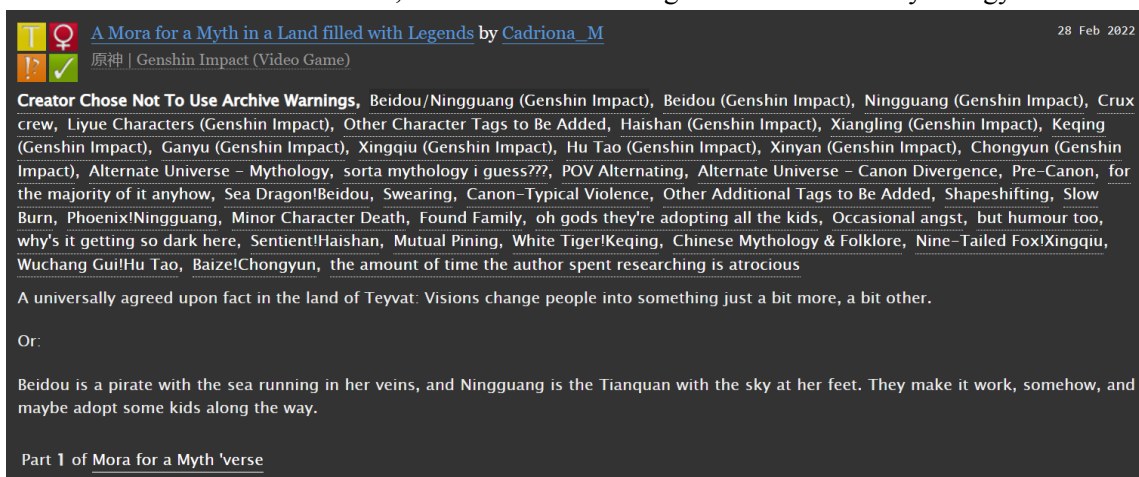 T ♀ A Mora for a Myth in a Land filled with Legends by Cadriona_M 28 Feb 2022
!? ✓ 原神 | Genshin Impact (Video Game)
Creator Chose Not To Use Archive Warnings, Beidou/Ningguang (Genshin Impact), Beidou (Genshin Impact), Ningguang (Genshin Impact), Crux
crew, Liyue Characters (Genshin Impact), Other Character Tags to Be Added, Haishan (Genshin Impact), Xiangling (Genshin Impact), Keqing
(Genshin Impact), Ganyu (Genshin Impact), Xingqiu (Genshin Impact), Hu Tao (Genshin Impact), Xinyan (Genshin Impact), Chongyun (Genshin
Impact), Alternate Universe - Mythology, sorta mythology i guess???, POV Alternating, Alternate Universe - Canon Divergence, Pre-Canon, for
the majority of it anyhow, Sea Dragon!Beidou, Swearing, Canon-Typical Violence, Other Additional Tags to Be Added, Shapeshifting, Slow
Burn, Phoenix!Ningguang, Minor Character Death, Found Family, oh gods they're adopting all the kids, Occasional angst, but humour too,
why's it getting so dark here, Sentient!Haishan, Mutual Pining, White Tiger!Keqing, Chinese Mythology & Folklore, Nine-Tailed Fox!Xingqiu,
Wuchang Gui!Hu Tao, Baize!Chongyun, the amount of time the author spent researching is atrocious
A universally agreed upon fact in the land of Teyvat: Visions change people into something just a bit more, a bit other.
Or:
Beidou is a pirate with the sea running in her veins, and Ningguang is the Tianquan with the sky at her feet. They make it work, somehow, and
maybe adopt some kids along the way.
Part 1 of Mora for a Myth 'verse